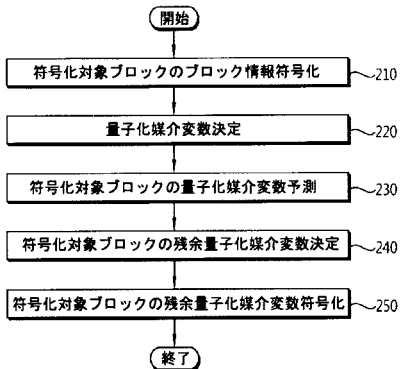 開始
符号化対象ブロックのブロック情報符号化
210
量子化媒介変数決定
220
符号化対象ブロックの量子化媒介変数予測
230
符号化対象ブロックの残余量子化媒介変数決定
240
符号化対象ブロックの残余量子化媒介変数符号化
250
終了